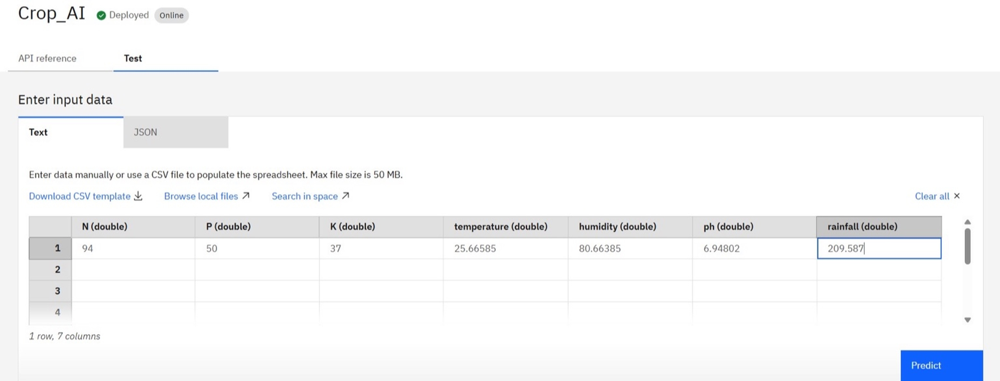 Crop_AI Deployed Online
API reference Test
Enter input data
Text JSON
Enter data manually or use a CSV file to populate the spreadsheet. Max file size is 50 MB.
Download CSV template Browse local files Search in space Clear all
N (double) P (double) K (double) temperature (double) humidity (double) ph (double) rainfall (double)
1 94 50 37 25.66585 80.66385 6.94802 209.587
2
3
4
1 row, 7 columns
Predict